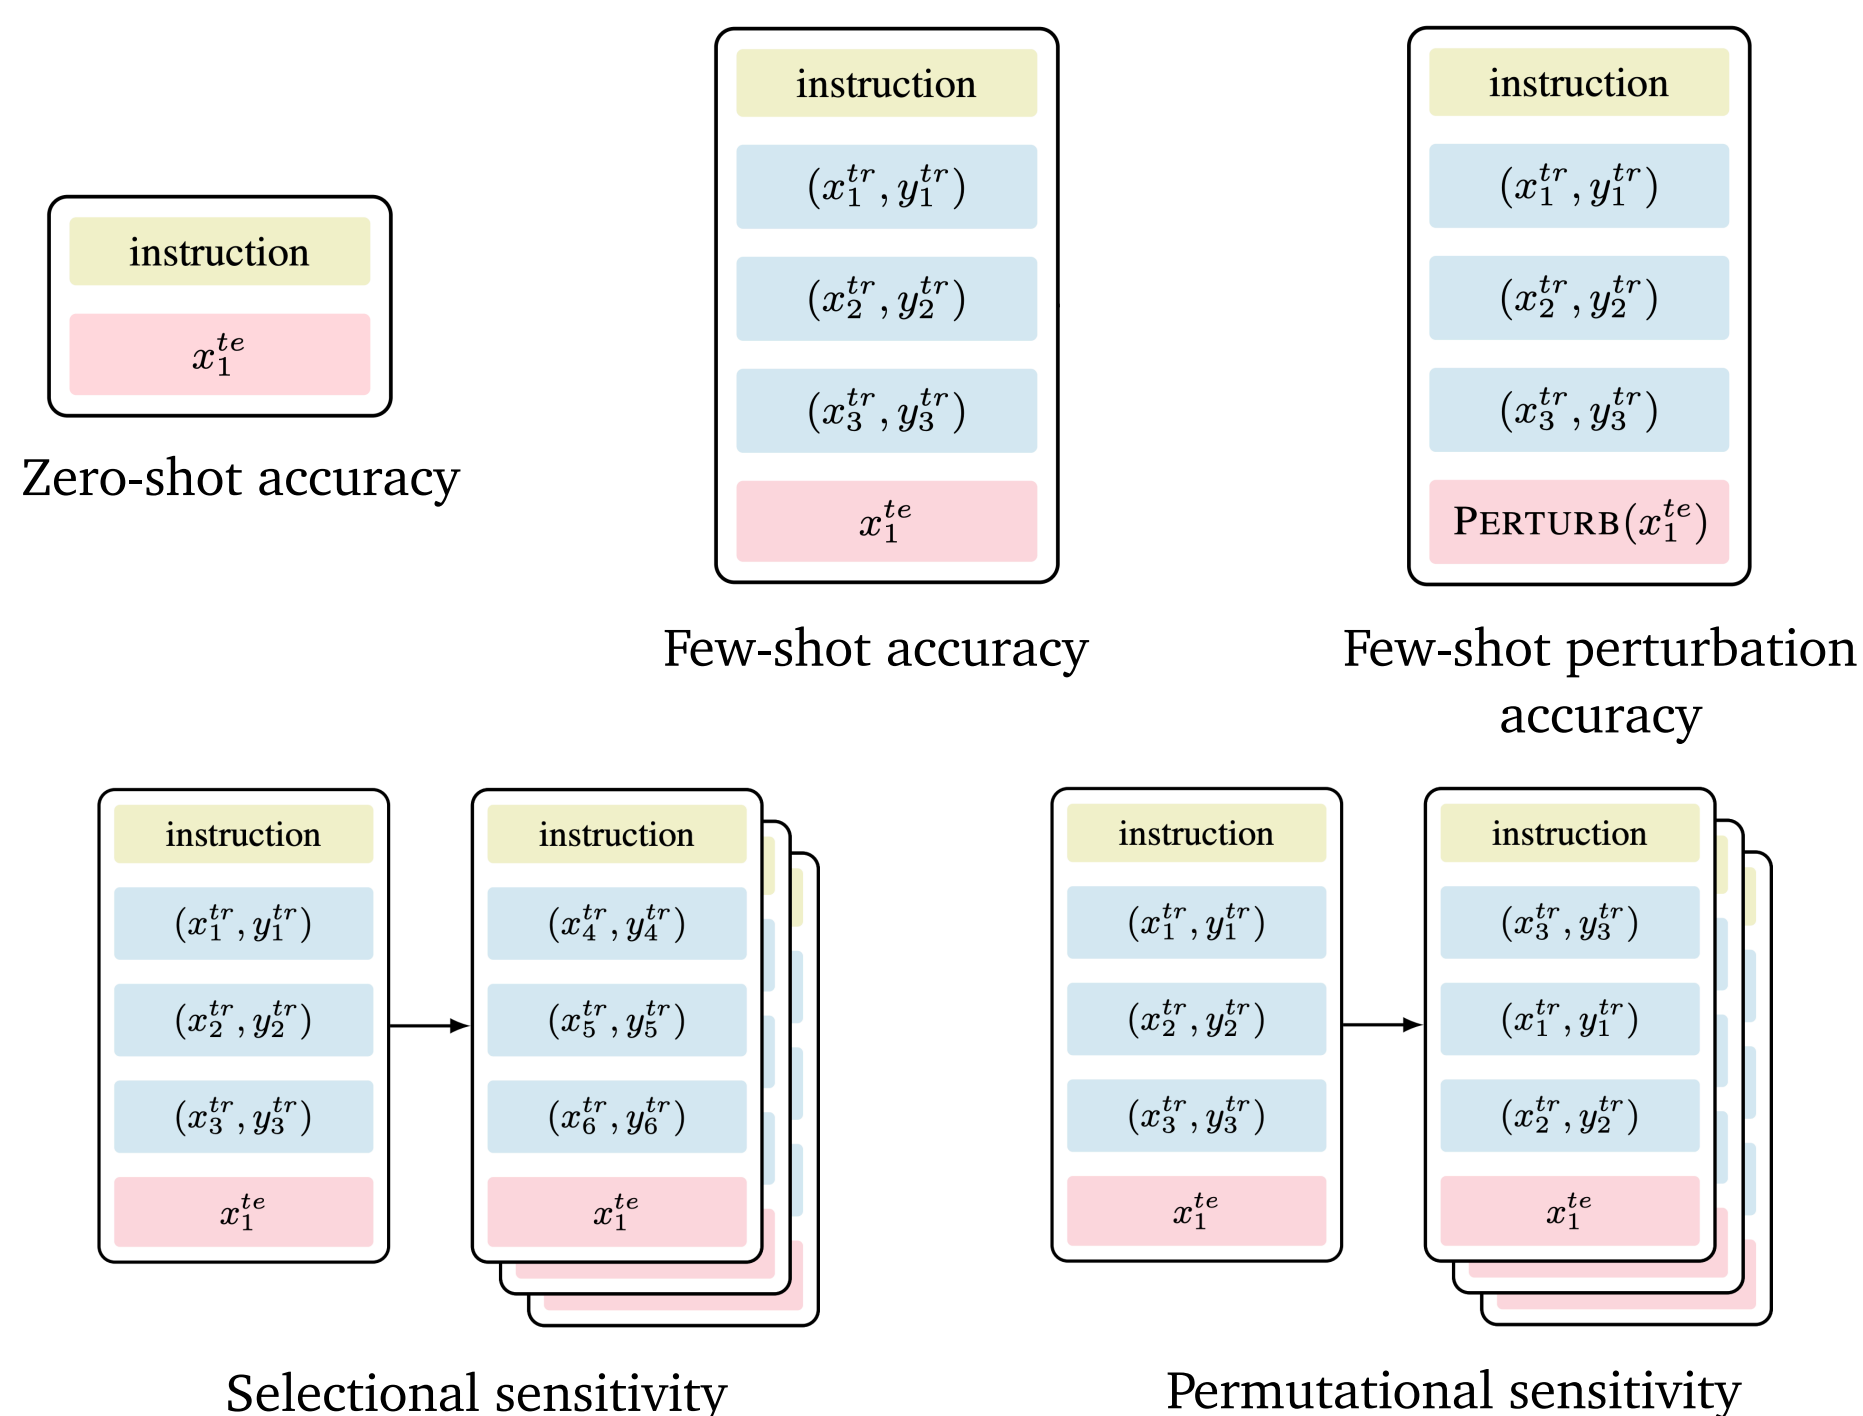 instruction
x_1^{te}
Zero-shot accuracy
instruction
(x_1^{tr}, y_1^{tr})
(x_2^{tr}, y_2^{tr})
(x_3^{tr}, y_3^{tr})
x_1^{te}
Few-shot accuracy
instruction
(x_1^{tr}, y_1^{tr})
(x_2^{tr}, y_2^{tr})
(x_3^{tr}, y_3^{tr})
PERTURB(x_1^{te})
Few-shot perturbation
accuracy
instruction
(x_1^{tr}, y_1^{tr})
(x_2^{tr}, y_2^{tr})
(x_3^{tr}, y_3^{tr})
x_1^{te}
instruction
(x_4^{tr}, y_4^{tr})
(x_5^{tr}, y_5^{tr})
(x_6^{tr}, y_6^{tr})
x_1^{te}
Selectional sensitivity
instruction
(x_1^{tr}, y_1^{tr})
(x_2^{tr}, y_2^{tr})
(x_3^{tr}, y_3^{tr})
x_1^{te}
instruction
(x_3^{tr}, y_3^{tr})
(x_1^{tr}, y_1^{tr})
(x_2^{tr}, y_2^{tr})
x_1^{te}
Permutational sensitivity